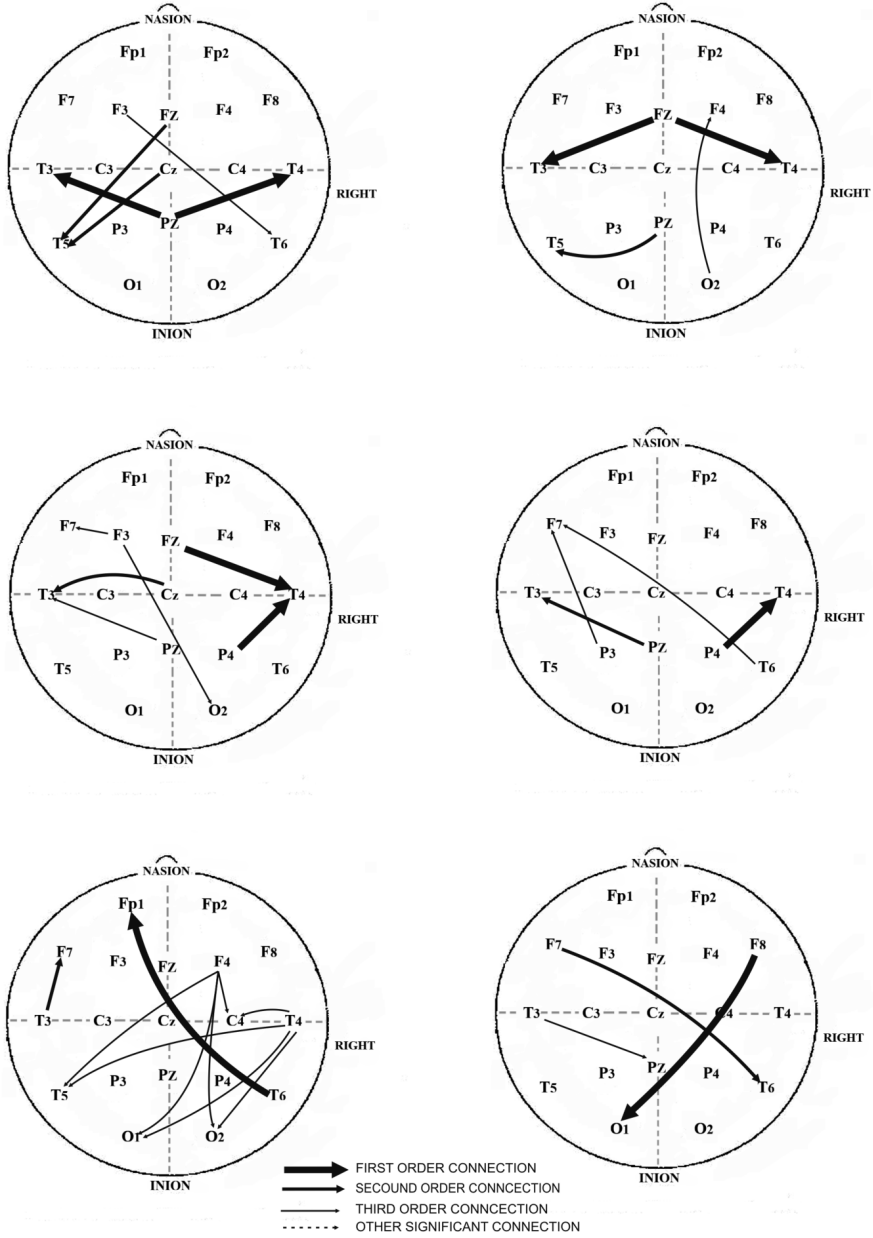 NASION NASION
Fp1 Fp2 Fp1 Fp2
F7 F3 FZ F4 F8 F7 F3 FZ F4 F8
T3 C3 Cz C4 T4 T3 C3 Cz C4 T4
RIGHT RIGHT
T5 P3 PZ P4 T6 T5 P3 PZ P4 T6
O1 O2 O1 O2
INION INION
NASION NASION
Fp1 Fp2 Fp1 Fp2
F7 F3 FZ F4 F8 F7 F3 FZ F4 F8
T3 C3 Cz C4 T4 T3 C3 Cz C4 T4
RIGHT RIGHT
T5 P3 PZ P4 T6 T5 P3 PZ P4 T6
O1 O2 O1 O2
INION INION
NASION NASION
Fp1 Fp2 Fp1 Fp2
F7 F3 FZ F4 F8 F7 F3 FZ F4 F8
T3 C3 Cz C4 T4 T3 C3 Cz C4 T4
RIGHT RIGHT
T5 P3 PZ P4 T6 T5 P3 PZ P4 T6
O1 O2 O1 O2
INION INION
FIRST ORDER CONNECTION
SECOUND ORDER CONNCECTION
THIRD ORDER CONNCECTION
OTHER SIGNIFICANT CONNECTION